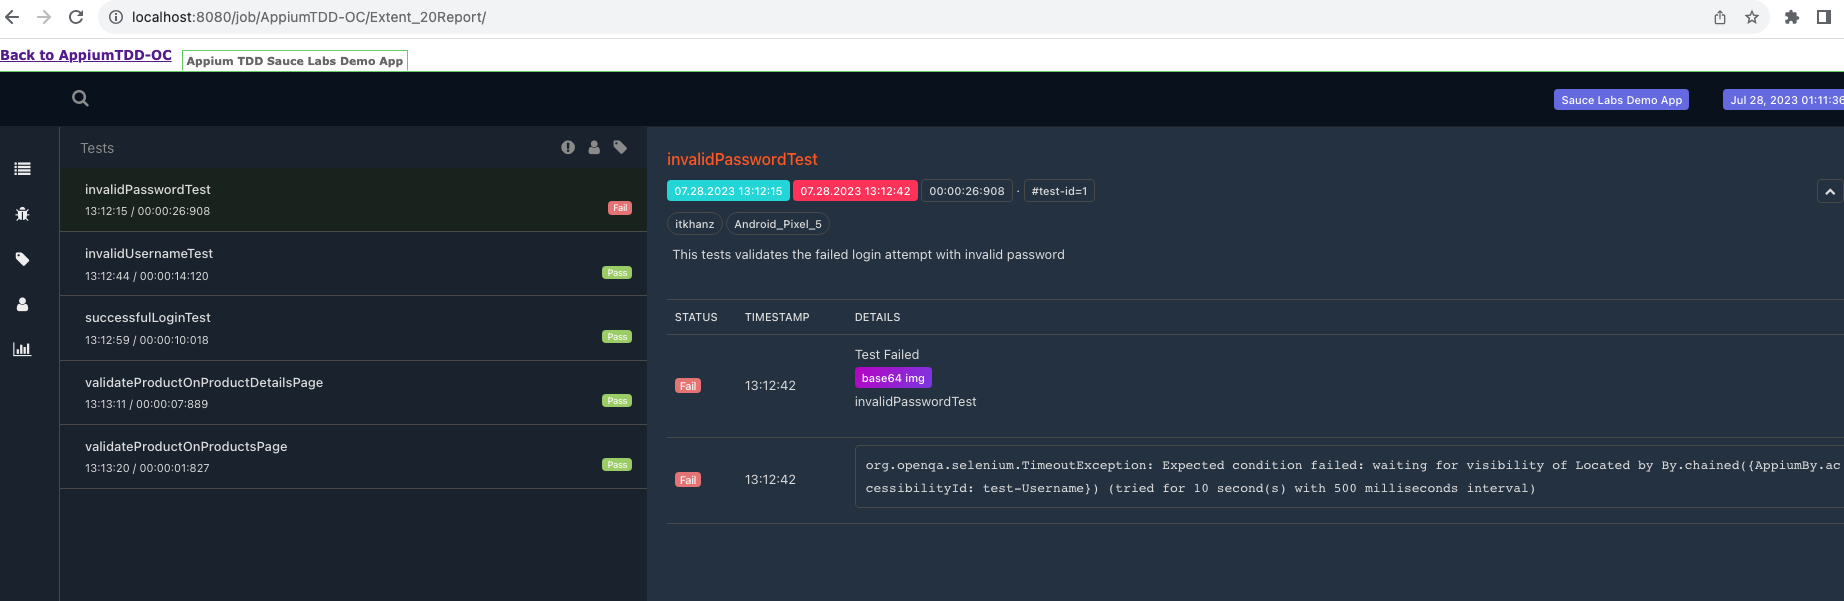 localhost:8080/job/AppiumTDD-OC/Extent_20Report/
Back to AppiumTDD-OC
Appium TDD Sauce Labs Demo App
Sauce Labs Demo App
Jul 28, 2023 01:11:36
Tests
invalidPasswordTest
13:12:15 / 00:00:26:908
Fail
invalidUsernameTest
13:12:44 / 00:00:14:120
Pass
successfulLoginTest
13:12:59 / 00:00:10:018
Pass
validateProductOnProductDetailsPage
13:13:11 / 00:00:07:889
Pass
validateProductOnProductsPage
13:13:20 / 00:00:01:827
Pass
invalidPasswordTest
07.28.2023 13:12:15 07.28.2023 13:12:42 00:00:26:908 · #test-id=1
itkhanz Android_Pixel_5
This tests validates the failed login attempt with invalid password
STATUS TIMESTAMP DETAILS
Fail 13:12:42
Test Failed
base64 img
invalidPasswordTest
Fail 13:12:42
org.openqa.selenium.TimeoutException: Expected condition failed: waiting for visibility of Located by By.chained({AppiumBy.ac
cessibilityId: test-Username}) (tried for 10 second(s) with 500 milliseconds interval)